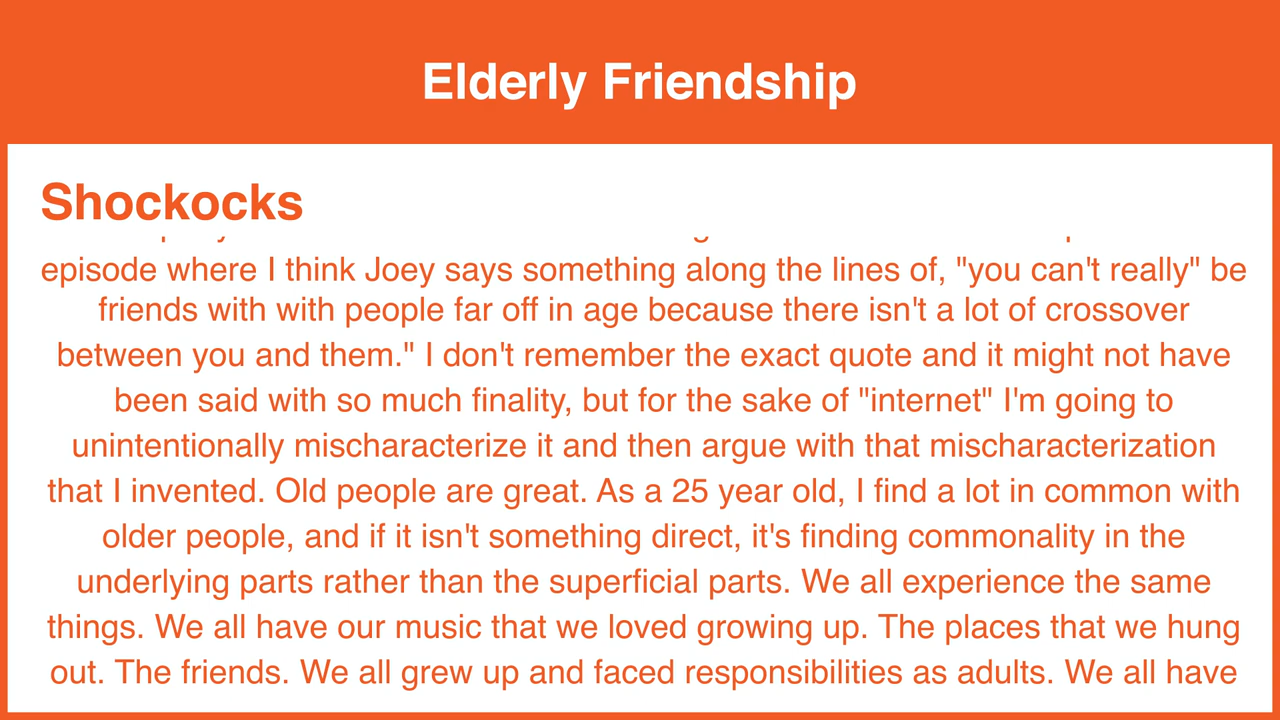 Elderly Friendship
Shockocks
episode where I think Joey says something along the lines of, "you can't really" be
friends with with people far off in age because there isn't a lot of crossover
between you and them." I don't remember the exact quote and it might not have
been said with so much finality, but for the sake of "internet" I'm going to
unintentionally mischaracterize it and then argue with that mischaracterization
that I invented. Old people are great. As a 25 year old, I find a lot in common with
older people, and if it isn't something direct, it's finding commonality in the
underlying parts rather than the superficial parts. We all experience the same
things. We all have our music that we loved growing up. The places that we hung
out. The friends. We all grew up and faced responsibilities as adults. We all have